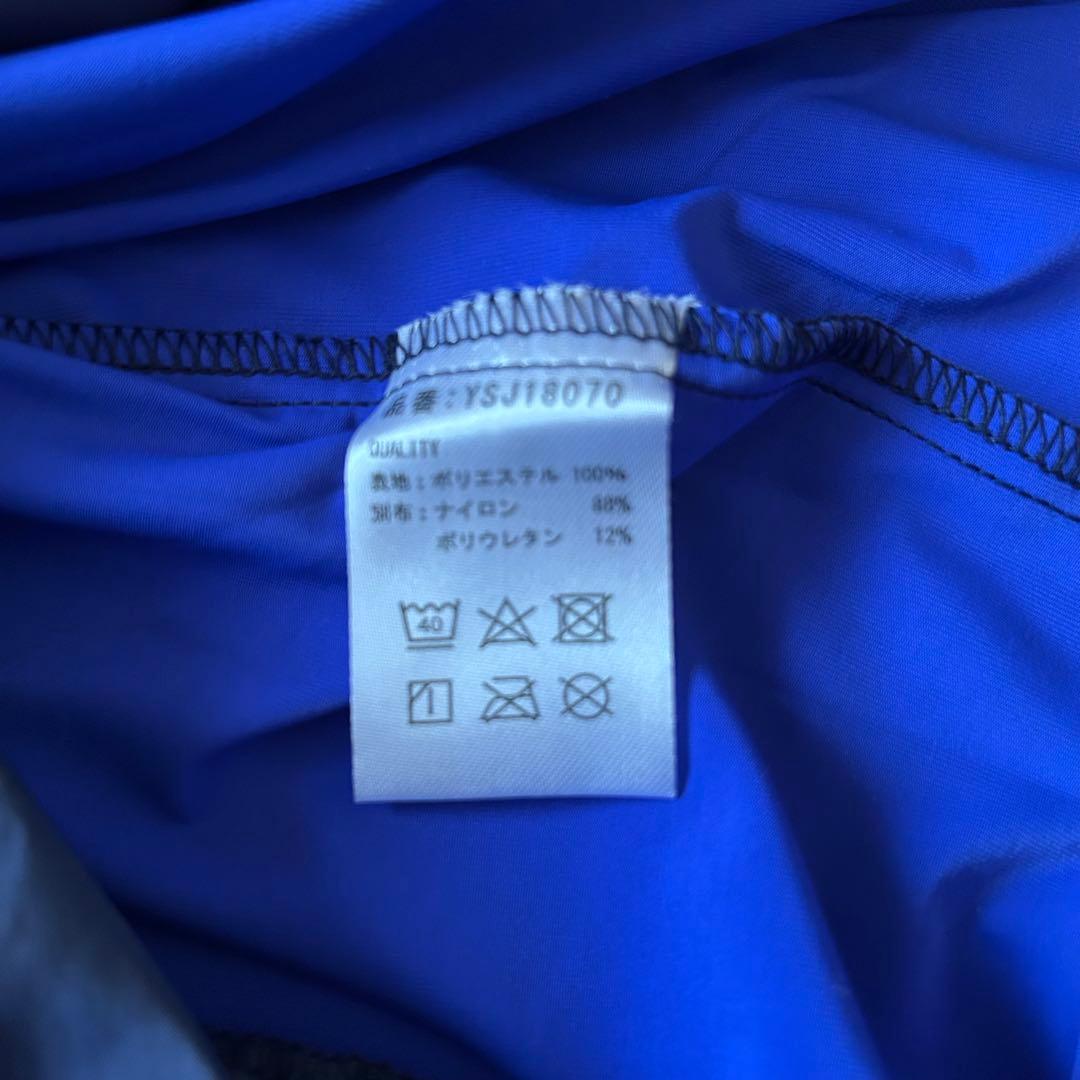 品番：YSJ18070
QUALITY
表地：ポリエステル 100%
別布：ナイロン 88%
ポリウレタン 12%
40